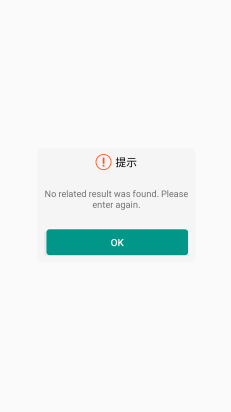 提示
No related result was found. Please
enter again.
OK